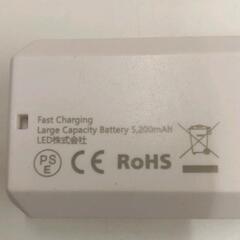 Fast Charging
Large Capacity Battery 5,200mAh
LED株式会社
PS
E CE RoHS